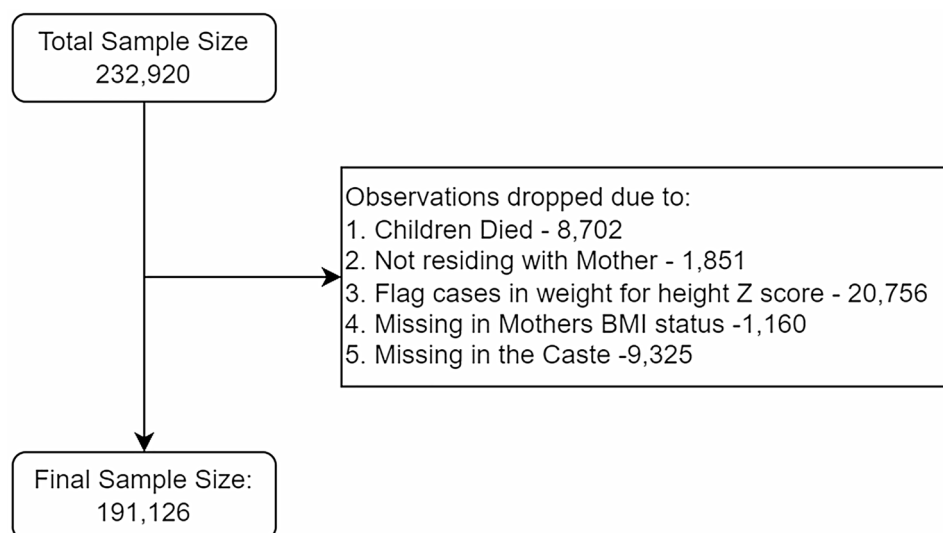 Total Sample Size
232,920
Observations dropped due to:
1. Children Died - 8,702
2. Not residing with Mother - 1,851
3. Flag cases in weight for height Z score - 20,756
4. Missing in Mothers BMI status -1,160
5. Missing in the Caste -9,325
Final Sample Size:
191,126